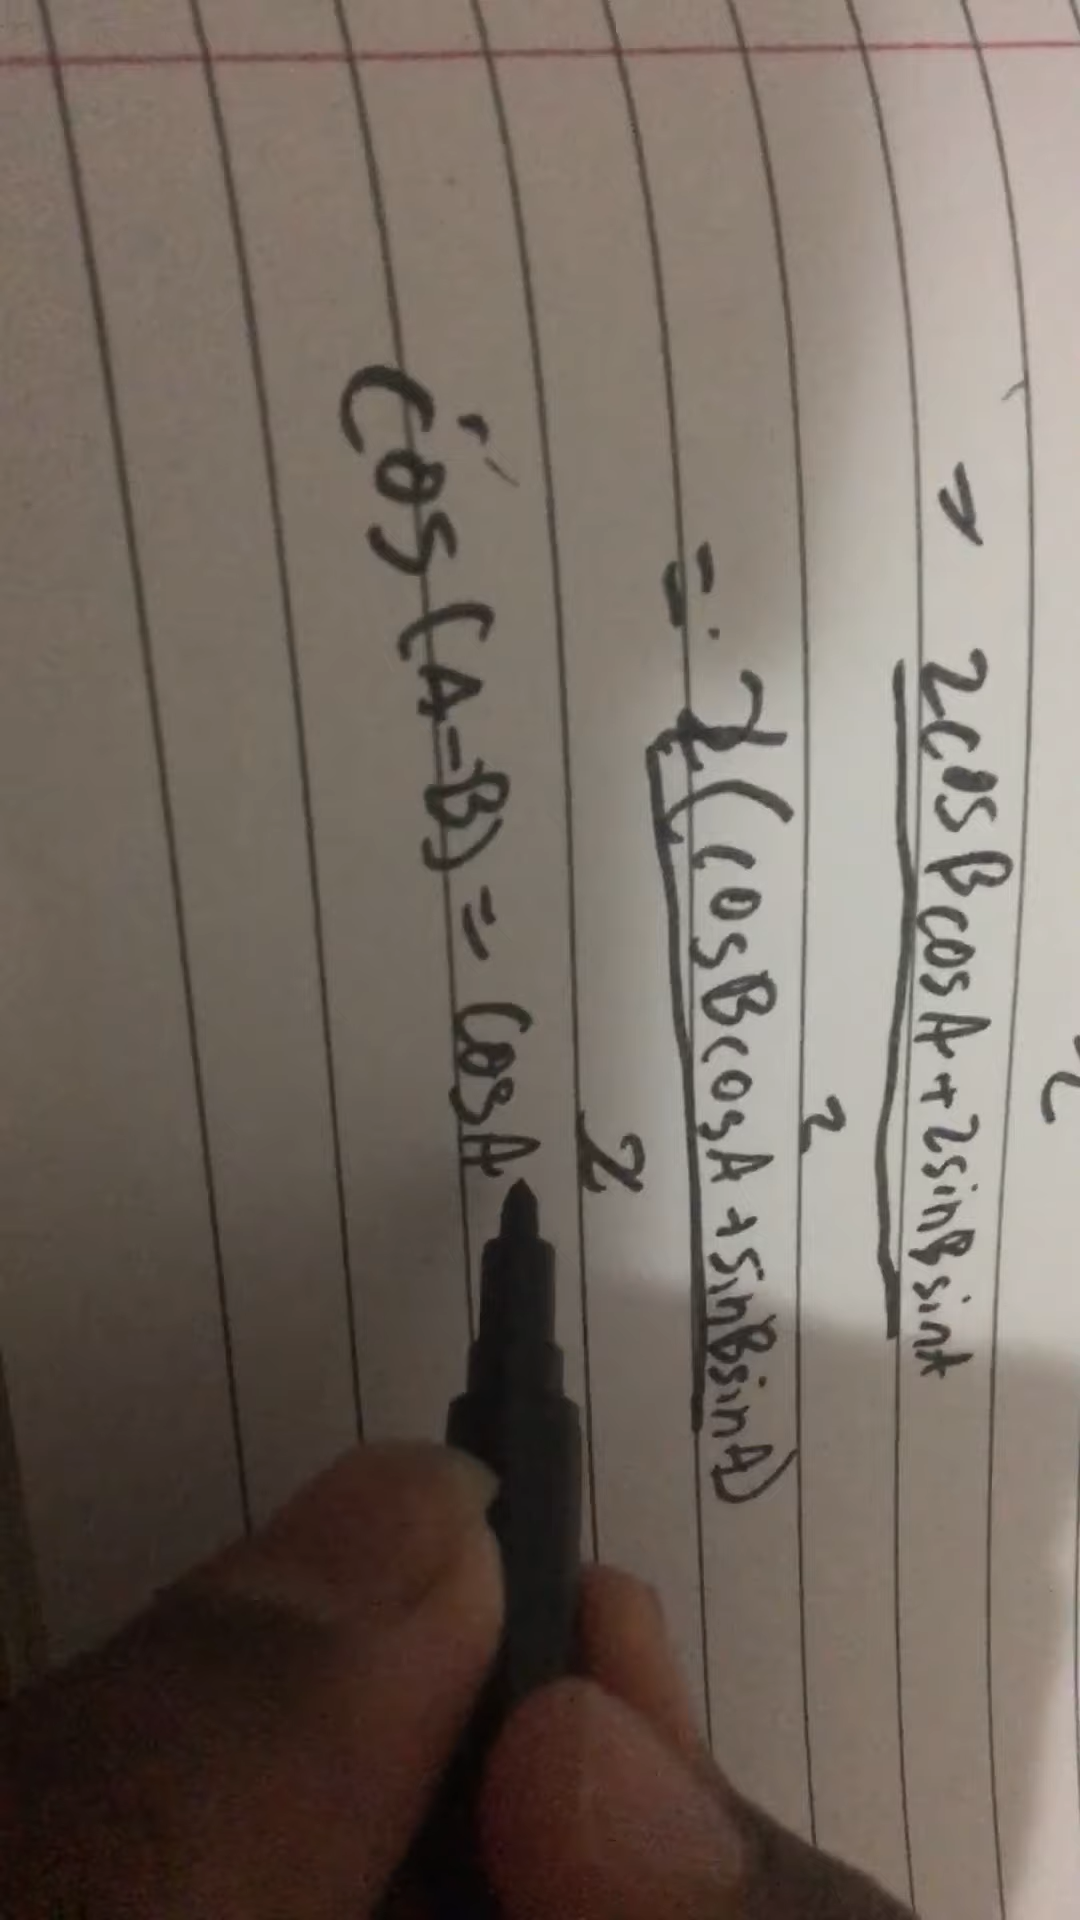 2cosBcosA+2sinBsinA
2
= 2(cosBcosA+sinBsinA)
2
cos(A-B) = cosA